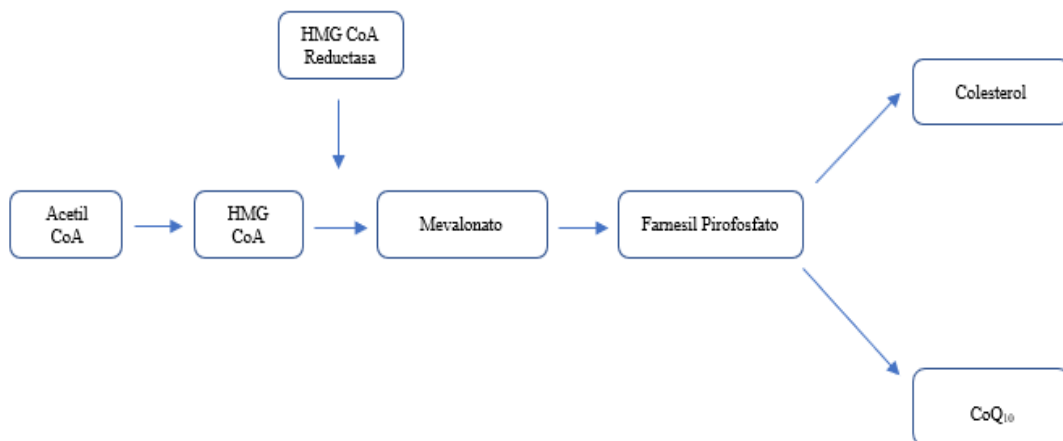 HMG CoA
Reductasa
Colesterol
Acetil
CoA
HMG
CoA
Mevalonato
Farnesil Pirofosfato
CoQ₁₀